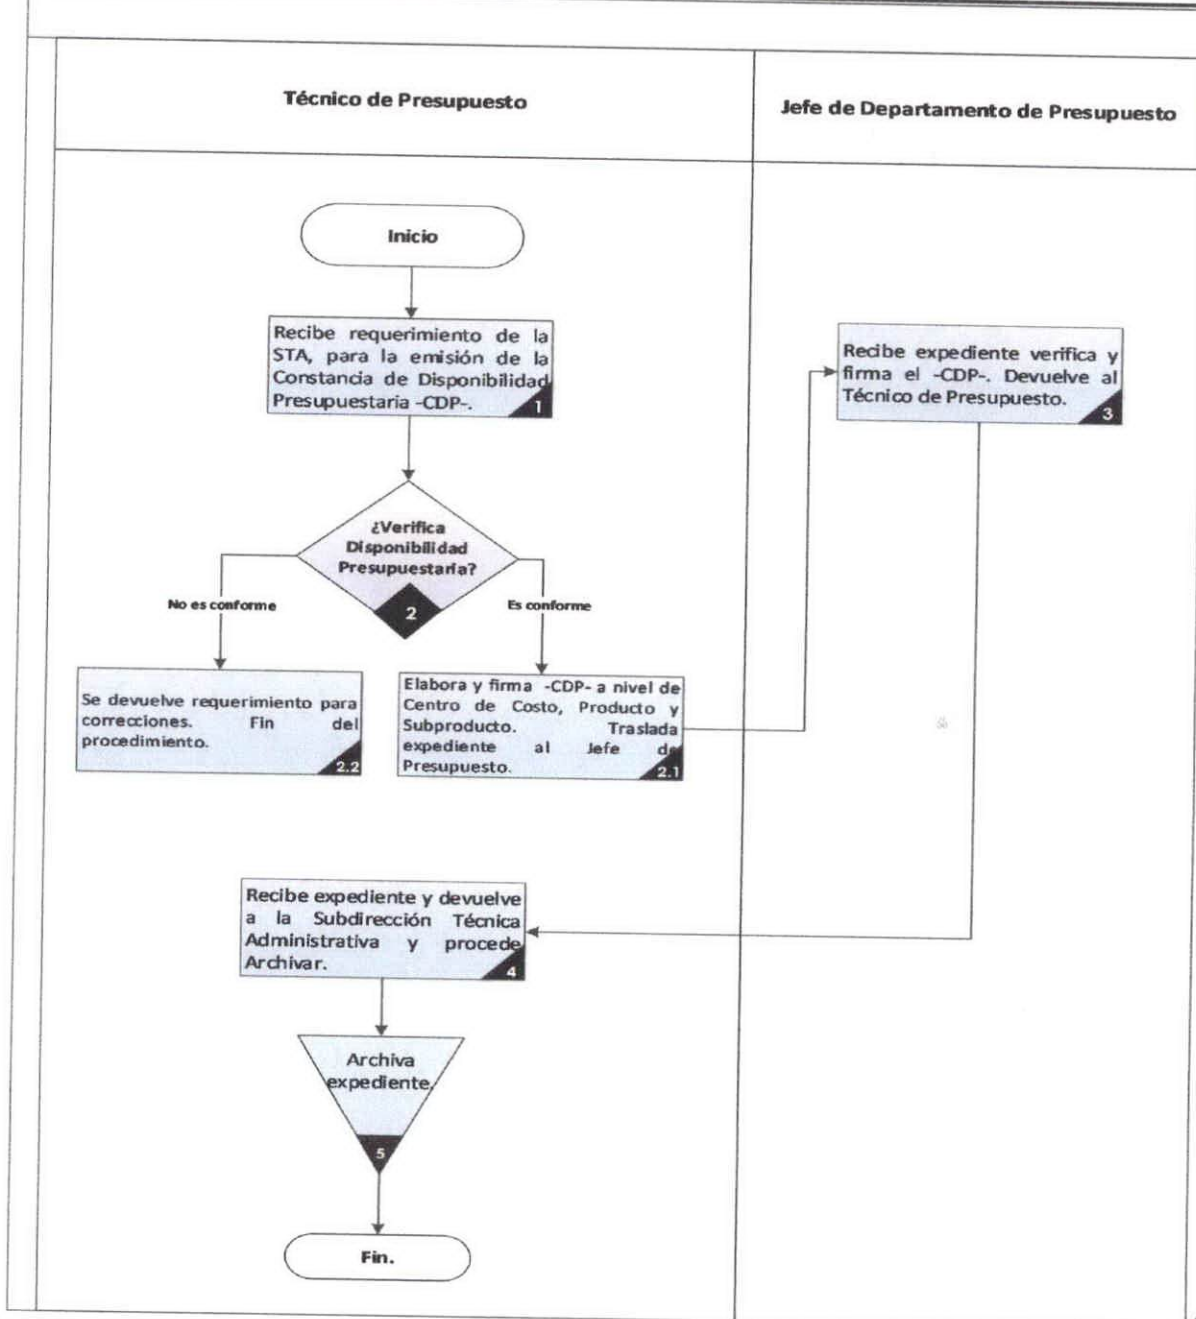 Técnico de Presupuesto
Jefe de Departamento de Presupuesto
Inicio
Recibe requerimiento de la
STA, para la emisión de la
Constancia de Disponibilidad
Presupuestaria -CDP-.
1
¿Verifica
Disponibilidad
Presupuestaria?
2
No es conforme
Es conforme
Se devuelve requerimiento para
correcciones. Fin del
procedimiento.
2.2
Elabora y firma -CDP- a nivel de
Centro de Costo, Producto y
Subproducto. Traslada
expediente al Jefe de
Presupuesto.
2.1
Recibe expediente verifica y
firma el -CDP-. Devuelve al
Técnico de Presupuesto.
3
Recibe expediente y devuelve
a la Subdirección Técnica
Administrativa y procede
Archivar.
4
Archiva
expediente.
5
Fin.